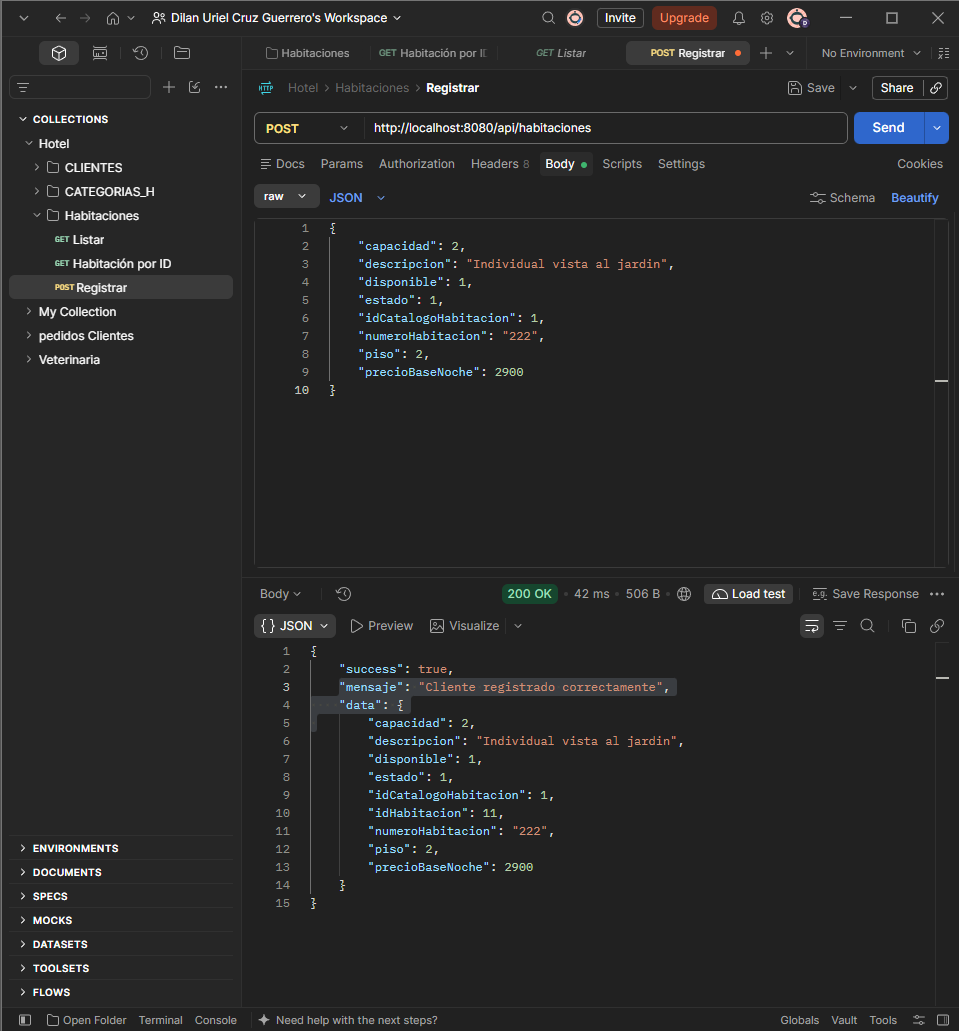 Dilan Uriel Cruz Guerrero's Workspace Invite Upgrade
Habitaciones GET Habitación por ID GET Listar POST Registrar No Environment
HTTP Hotel > Habitaciones > Registrar Save Share
COLLECTIONS
Hotel
CLIENTES
CATEGORIAS_H
Habitaciones
GET Listar
GET Habitación por ID
POST Registrar
My Collection
pedidos Clientes
Veterinaria
ENVIRONMENTS
DOCUMENTS
SPECS
MOCKS
DATASETS
TOOLSETS
FLOWS
POST http://localhost:8080/api/habitaciones Send
Docs Params Authorization Headers 8 Body Scripts Settings Cookies
raw JSON Schema Beautify
1 {
2 "capacidad": 2,
3 "descripcion": "Individual vista al jardin",
4 "disponible": 1,
5 "estado": 1,
6 "idCatalogoHabitacion": 1,
7 "numeroHabitacion": "222",
8 "piso": 2,
9 "precioBaseNoche": 2900
10 }
Body 200 OK • 42 ms • 506 B Load test e.g. Save Response
{} JSON Preview Visualize
1 {
2 "success": true,
3 "mensaje": "Cliente registrado correctamente",
4 "data": {
5 "capacidad": 2,
6 "descripcion": "Individual vista al jardin",
7 "disponible": 1,
8 "estado": 1,
9 "idCatalogoHabitacion": 1,
10 "idHabitacion": 11,
11 "numeroHabitacion": "222",
12 "piso": 2,
13 "precioBaseNoche": 2900
14 }
15 }
Open Folder Terminal Console Need help with the next steps? Globals Vault Tools